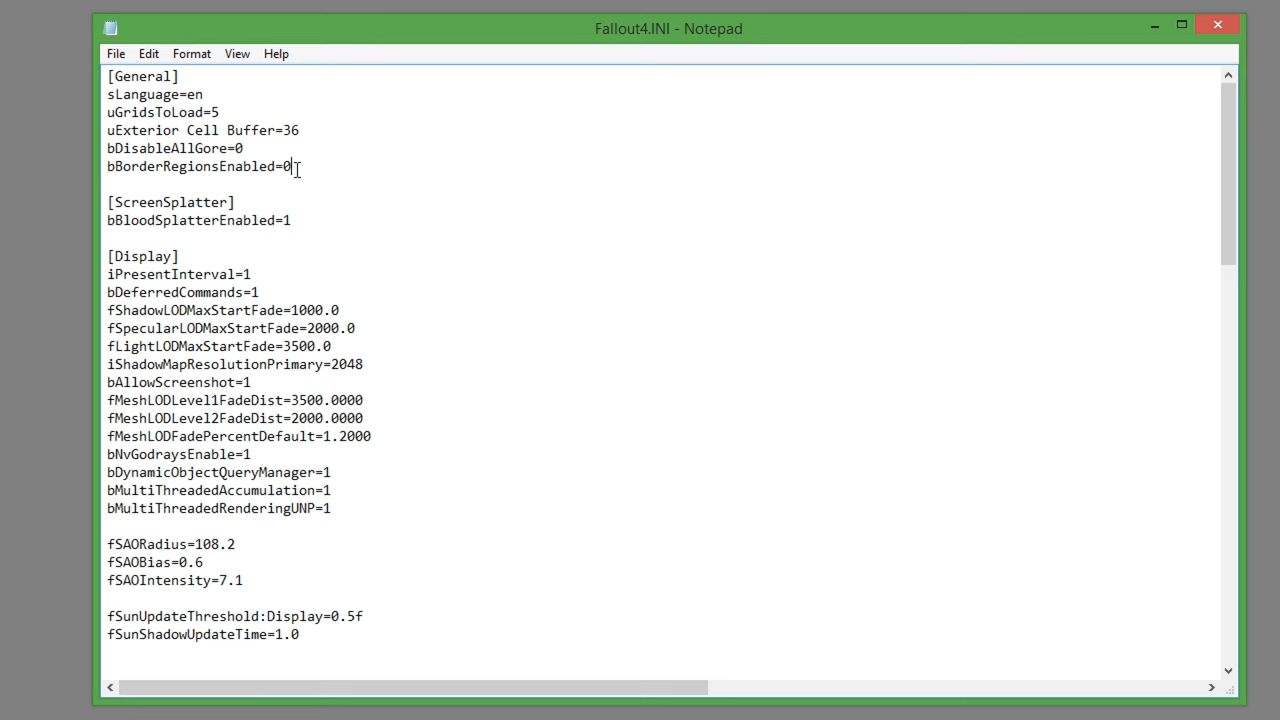 Fallout4.INI - Notepad
File Edit Format View Help
[General]
sLanguage=en
uGridsToLoad=5
uExterior Cell Buffer=36
bDisableAllGore=0
bBorderRegionsEnabled=0
[ScreenSplatter]
bBloodSplatterEnabled=1
[Display]
iPresentInterval=1
bDeferredCommands=1
fShadowLODMaxStartFade=1000.0
fSpecularLODMaxStartFade=2000.0
fLightLODMaxStartFade=3500.0
iShadowMapResolutionPrimary=2048
bAllowScreenshot=1
fMeshLODLevel1FadeDist=3500.0000
fMeshLODLevel2FadeDist=2000.0000
fMeshLODFadePercentDefault=1.2000
bNvGodraysEnable=1
bDynamicObjectQueryManager=1
bMultiThreadedAccumulation=1
bMultiThreadedRenderingUNP=1
fSAORadius=108.2
fSAOBias=0.6
fSAOIntensity=7.1
fSunUpdateThreshold:Display=0.5f
fSunShadowUpdateTime=1.0